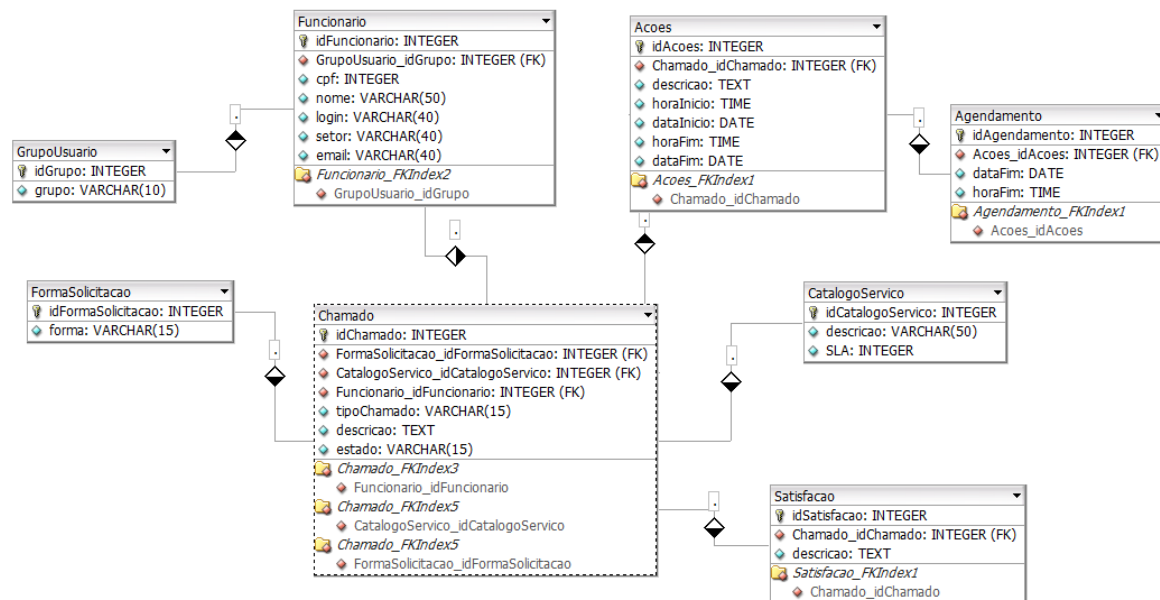 Funcionario
idFuncionario: INTEGER
GrupoUsuario_idGrupo: INTEGER (FK)
cpf: INTEGER
nome: VARCHAR(50)
login: VARCHAR(40)
setor: VARCHAR(40)
email: VARCHAR(40)
Funcionario_FKIndex2
GrupoUsuario_idGrupo
Acoes
idAcoes: INTEGER
Chamado_idChamado: INTEGER (FK)
descricao: TEXT
horaInicio: TIME
dataInicio: DATE
horaFim: TIME
dataFim: DATE
Acoes_FKIndex1
Chamado_idChamado
Agendamento
idAgendamento: INTEGER
Acoes_idAcoes: INTEGER (FK)
dataFim: DATE
horaFim: TIME
Agendamento_FKIndex1
Acoes_idAcoes
GrupoUsuario
idGrupo: INTEGER
grupo: VARCHAR(10)
FormaSolicitacao
idFormaSolicitacao: INTEGER
forma: VARCHAR(15)
Chamado
idChamado: INTEGER
FormaSolicitacao_idFormaSolicitacao: INTEGER (FK)
CatalogoServico_idCatalogoServico: INTEGER (FK)
Funcionario_idFuncionario: INTEGER (FK)
tipoChamado: VARCHAR(15)
descricao: TEXT
estado: VARCHAR(15)
Chamado_FKIndex3
Funcionario_idFuncionario
Chamado_FKIndex5
CatalogoServico_idCatalogoServico
Chamado_FKIndex5
FormaSolicitacao_idFormaSolicitacao
CatalogoServico
idCatalogoServico: INTEGER
descricao: VARCHAR(50)
SLA: INTEGER
Satisfacao
idSatisfacao: INTEGER
Chamado_idChamado: INTEGER (FK)
descricao: TEXT
Satisfacao_FKIndex1
Chamado_idChamado